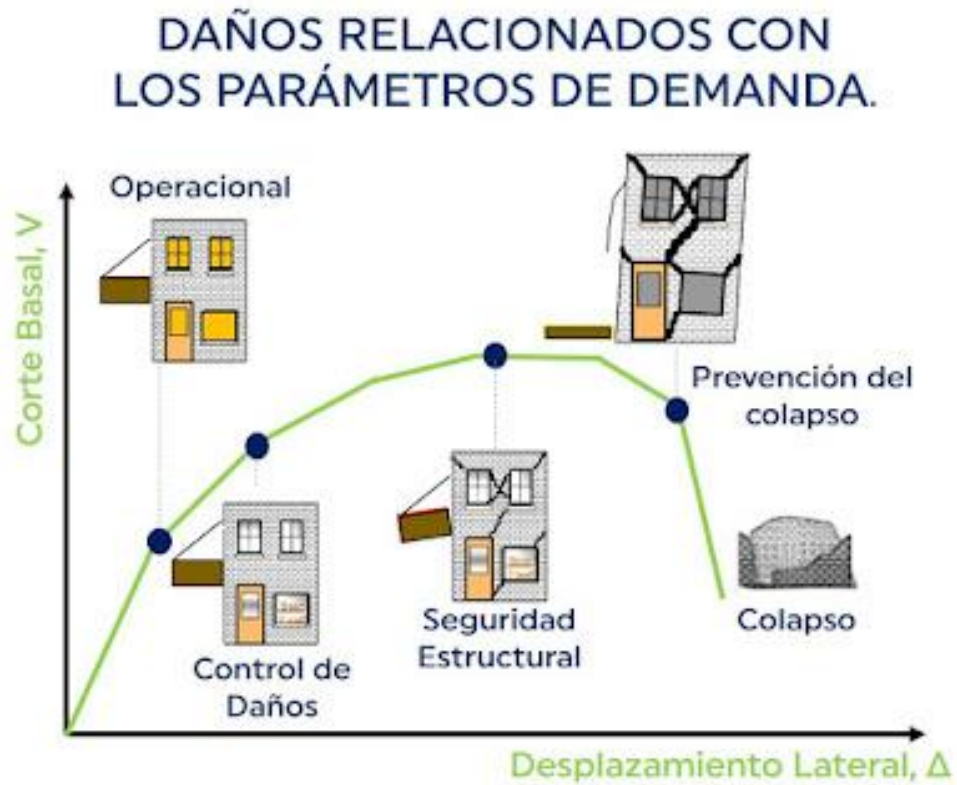 DAÑOS RELACIONADOS CON
LOS PARÁMETROS DE DEMANDA.
Operacional
Corte Basal, V
Prevención del
colapso
Seguridad
Estructural
Colapso
Control de
Daños
Desplazamiento Lateral, Δ